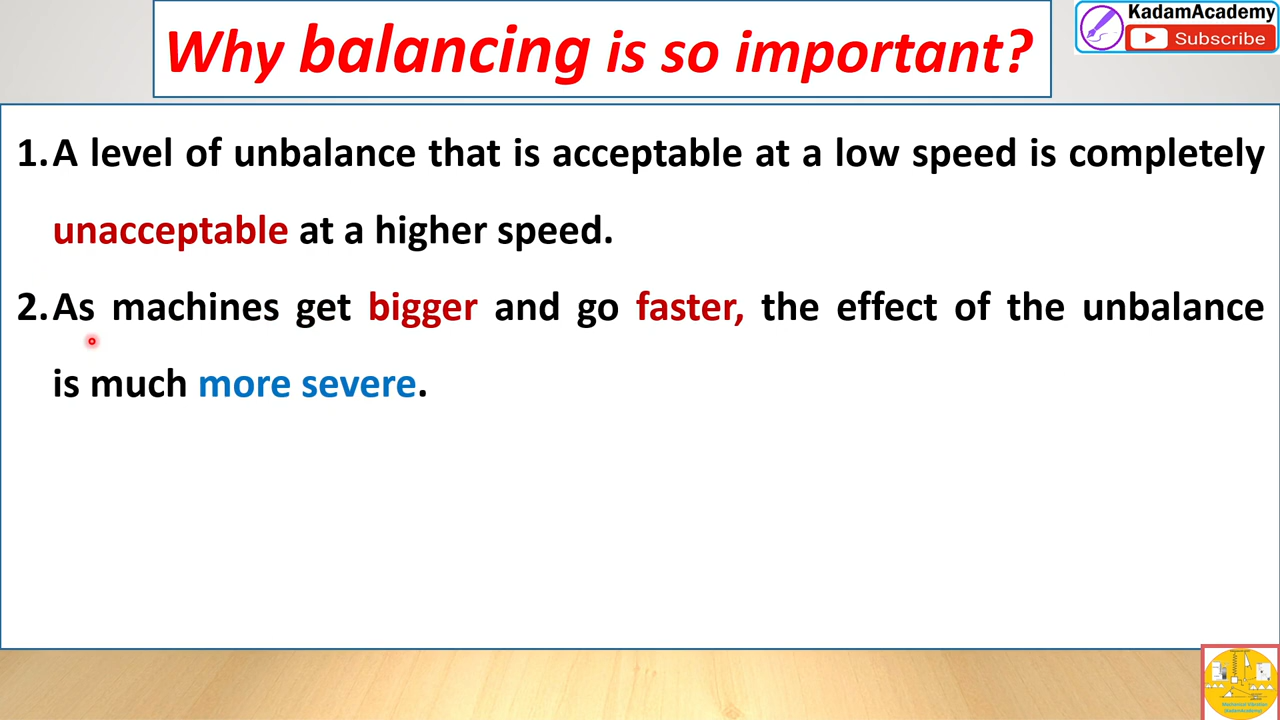 Why balancing is so important?
KadamAcademy
Subscribe
1. A level of unbalance that is acceptable at a low speed is completely
unacceptable at a higher speed.
2. As machines get bigger and go faster, the effect of the unbalance
is much more severe.
(KadamAcademy)